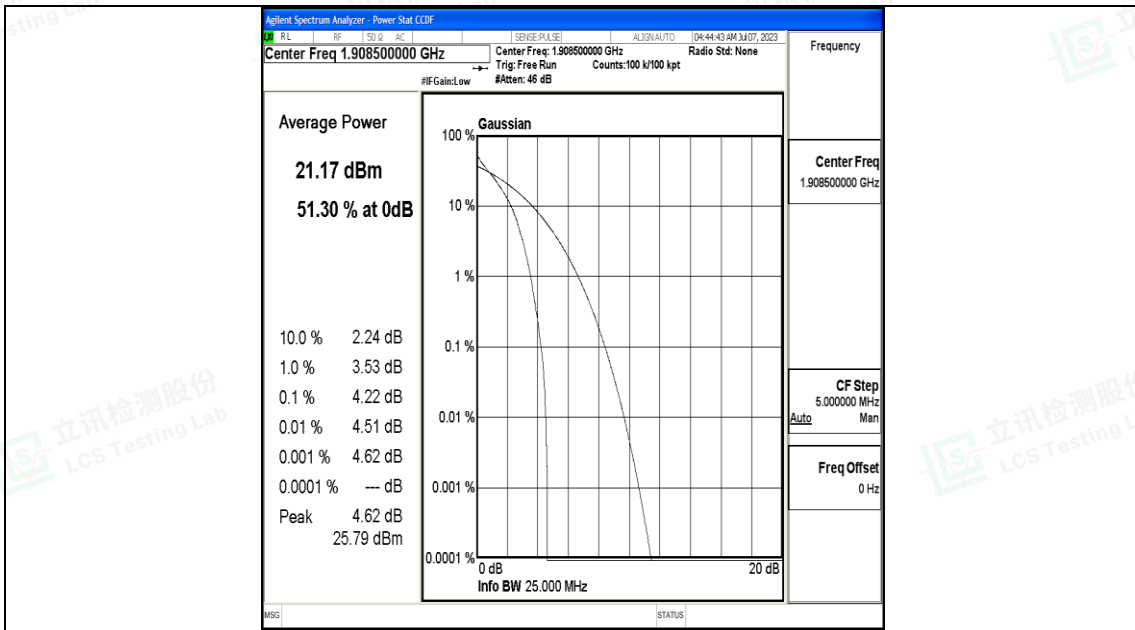 Agilent Spectrum Analyzer - Power Stat CCDF
RL RF 50 Ω AC SENSE:PULSE ALIGN AUTO 04:44:43 AM Jul 07, 2023
Center Freq 1.908500000 GHz
Center Freq: 1.908500000 GHz Radio Std: None
Trig: Free Run Counts:100 k/100 kpt
#IFGain:Low #Atten: 46 dB
Frequency
Average Power
21.17 dBm
51.30 % at 0dB
10.0 % 2.24 dB
1.0 % 3.53 dB
0.1 % 4.22 dB
0.01 % 4.51 dB
0.001 % 4.62 dB
0.0001 % --- dB
Peak 4.62 dB
25.79 dBm
Gaussian
100 %
10 %
1 %
0.1 %
0.01 %
0.001 %
0.0001 %
0 dB 20 dB
Info BW 25.000 MHz
Center Freq
1.908500000 GHz
CF Step
5.000000 MHz
Auto Man
Freq Offset
0 Hz
MSG STATUS
立讯检测股份
LCS Testing Lab
立讯检测股份
LCS Testing L